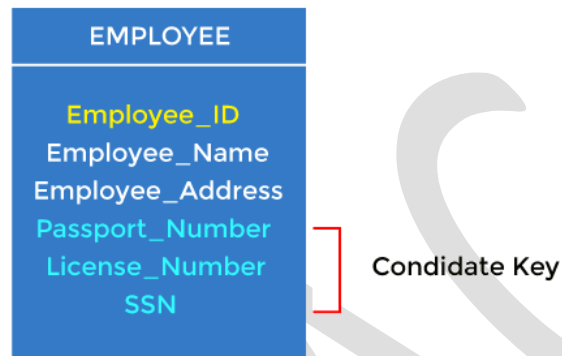 EMPLOYEE
Employee_ID
Employee_Name
Employee_Address
Passport_Number
License_Number
SSN
Condidate Key